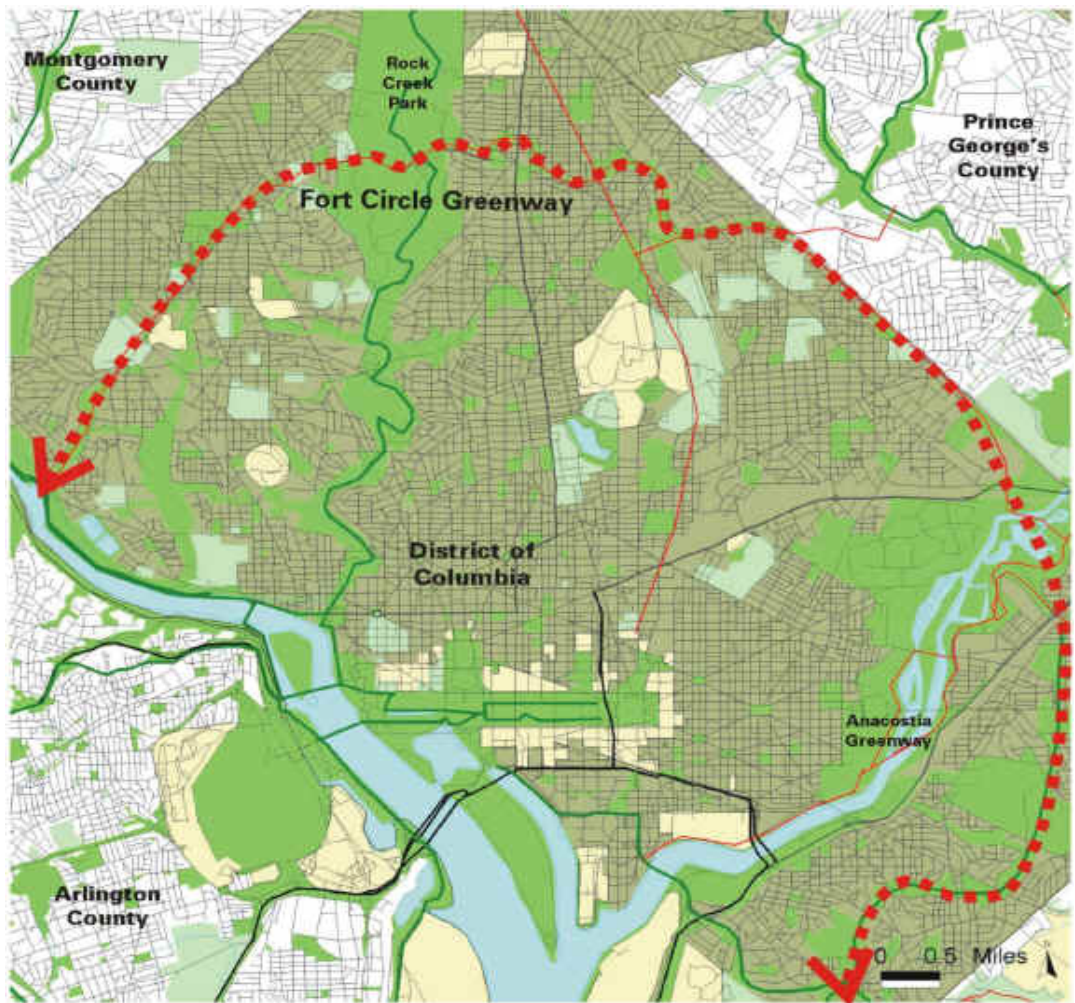 Montgomery
County
Rock
Creek
Park
Prince
George's
County
Fort Circle Greenway
District of
Columbia
Anacostia
Greenway
Arlington
County
0 0.5 Miles